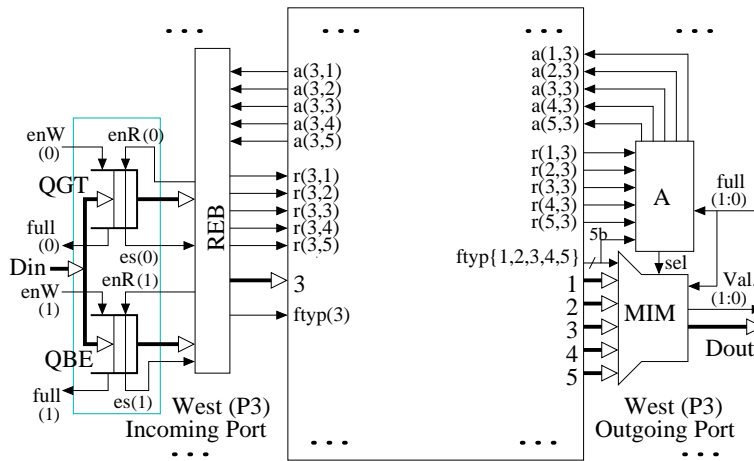 a(3,1)
a(3,2)
a(3,3)
a(3,4)
a(3,5)
r(3,1)
r(3,2)
r(3,3)
r(3,4)
r(3,5)
3
ftyp(3)
enW
(0)
enR(0)
QGT
full
(0)
es(0)
Din
enW
(1)
enR(1)
QBE
full
(1)
es(1)
REB
West (P3)
Incoming Port
a(1,3)
a(2,3)
a(3,3)
a(4,3)
a(5,3)
r(1,3)
r(2,3)
r(3,3)
r(4,3)
r(5,3)
5b
ftyp{1,2,3,4,5}
1
2
3
4
5
A
sel
MIM
full
(1:0)
Val.
(1:0)
Dout
West (P3)
Outgoing Port